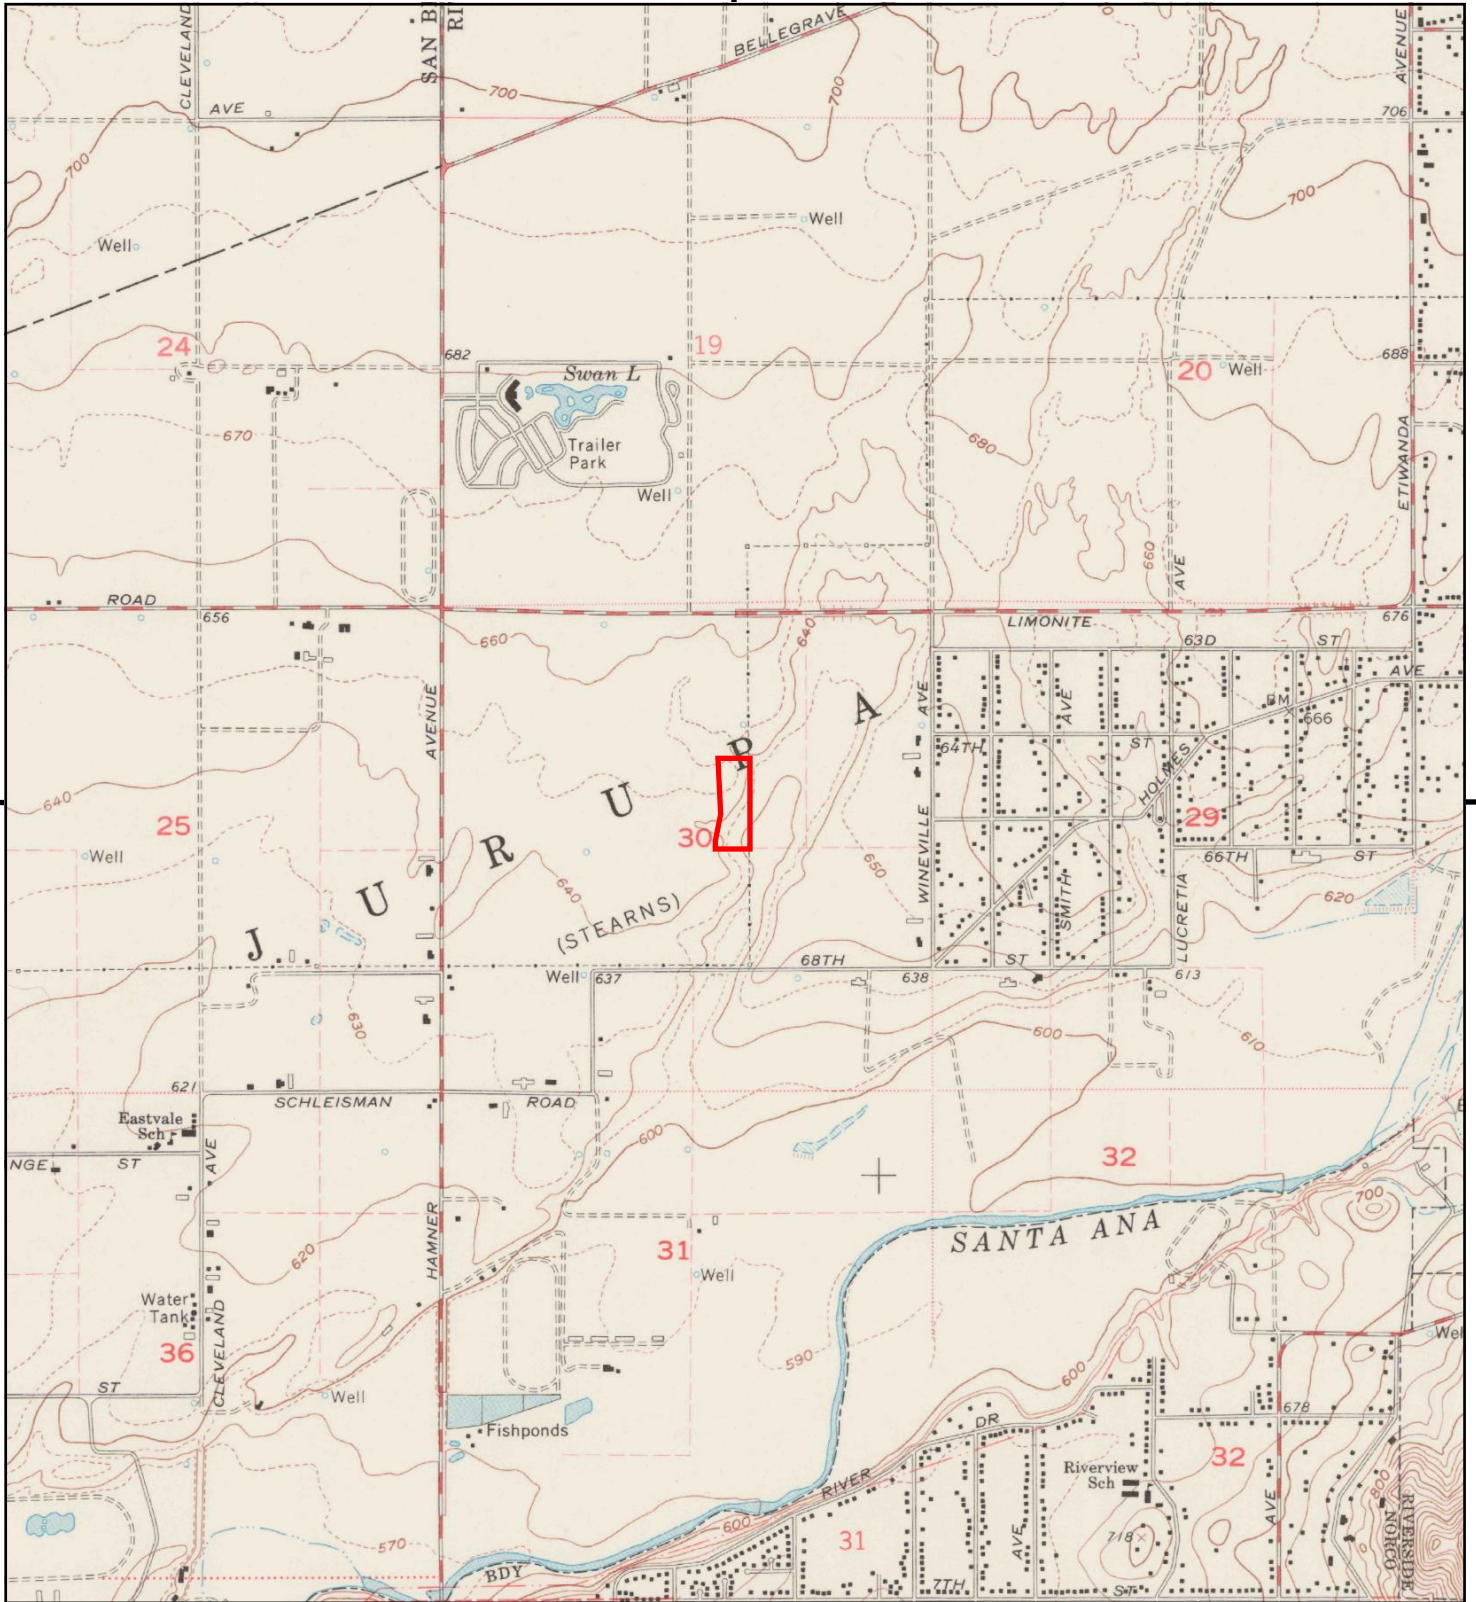 CLEVELAND
SAN B
RI
BELLEGRAVE
AVENUE
AVE
700
700
706
700
700
Well
Well
24
682
19
688
Swan L
20
Well
670
Trailer
Park
680
Well
ETIWANDA
660
AVE
ROAD
656
660
640
LIMONITE
676
63D
ST
AVE
AVENUE
A
AVE
AVE
BM
666
R
64TH
ST
HOLMES
640
U
25
30
29
Well
R
650
WINEVILLE
66TH
ST
640
SMITH
LUCRETIA
620
U
(STEARNS)
J
68TH
ST
Well
637
638
613
630
600
610
621
SCHLEISMAN
ROAD
Eastvale
Sch
600
NGE
ST
AVE
32
700
HAMNER
SANTA ANA
620
31
Well
Water
Tank
CLEVELAND
36
Wel
590
600
ST
Well
678
Fishponds
DR
32
Riverview
Sch
RIVER
800
600
31
AVE
718
AVE
RIVERSIDE
NORCO
570
BDY
7TH
ST